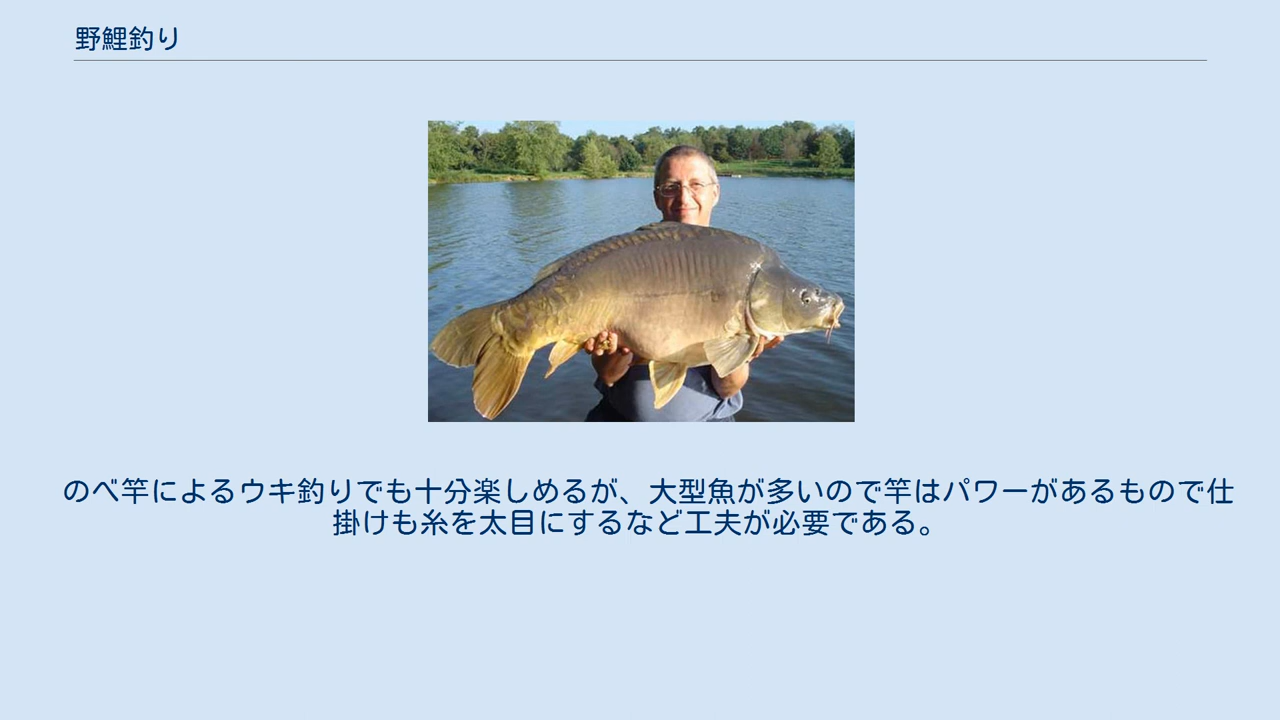 野鯉釣り
のべ竿によるウキ釣りでも十分楽しめるが、大型魚が多いので竿はパワーがあるもので仕
掛けも糸を太目にするなど工夫が必要である。